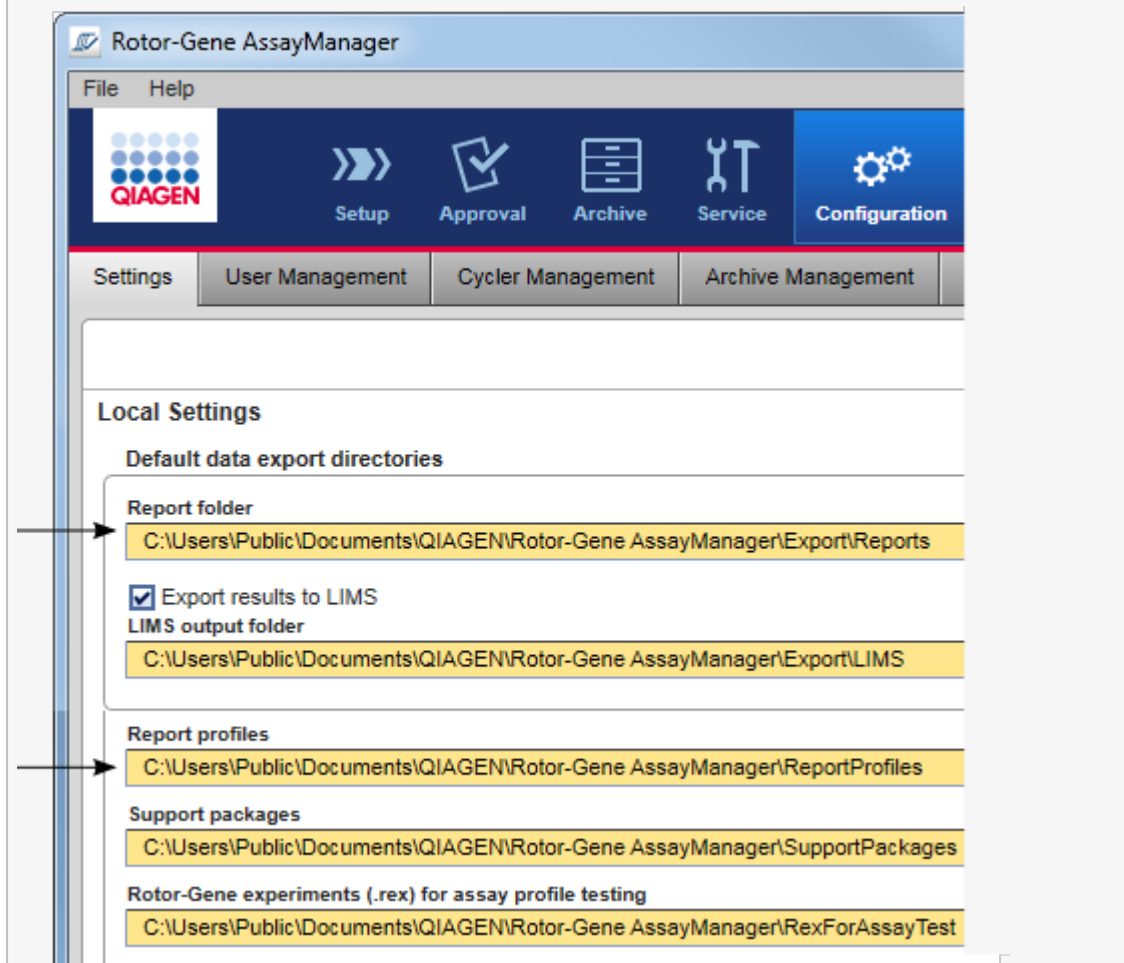 Rotor-Gene AssayManager
File Help
QIAGEN
Setup Approval Archive Service Configuration
Settings User Management Cycler Management Archive Management
Local Settings
Default data export directories
Report folder
C:\Users\Public\Documents\QIAGEN\Rotor-Gene AssayManager\Export\Reports
Export results to LIMS
LIMS output folder
C:\Users\Public\Documents\QIAGEN\Rotor-Gene AssayManager\Export\LIMS
Report profiles
C:\Users\Public\Documents\QIAGEN\Rotor-Gene AssayManager\ReportProfiles
Support packages
C:\Users\Public\Documents\QIAGEN\Rotor-Gene AssayManager\SupportPackages
Rotor-Gene experiments (.rex) for assay profile testing
C:\Users\Public\Documents\QIAGEN\Rotor-Gene AssayManager\RexForAssayTest